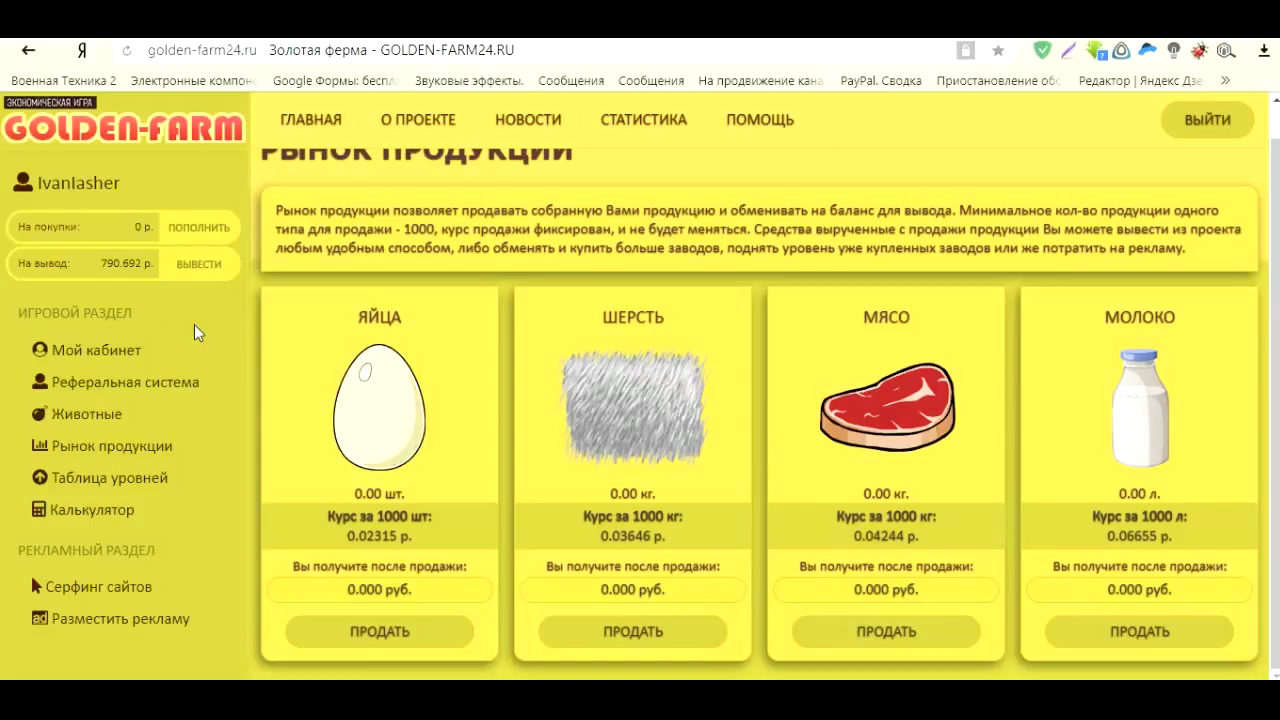 golden-farm24.ru Золотая ферма - GOLDEN-FARM24.RU
Военная Техника 2 Электронные компоне Google Формы: беспл Звуковые эффекты. Сообщения Сообщения На продвижение кана PayPal. Сводка Приостановление обс Редактор | Яндекс Дзе
ЭКОНОМИЧЕСКАЯ ИГРА
GOLDEN-FARM
ГЛАВНАЯ О ПРОЕКТЕ НОВОСТИ СТАТИСТИКА ПОМОЩЬ ВЫЙТИ
IvanIasher
На покупки: 0 р. ПОПОЛНИТЬ
На вывод: 790.692 р. ВЫВЕСТИ
ИГРОВОЙ РАЗДЕЛ
Мой кабинет
Реферальная система
Животные
Рынок продукции
Таблица уровней
Калькулятор
РЕКЛАМНЫЙ РАЗДЕЛ
Серфинг сайтов
ad Разместить рекламу
РЫНОК ПРОДУКЦИИ
Рынок продукции позволяет продавать собранную Вами продукцию и обменивать на баланс для вывода. Минимальное кол-во продукции одного
типа для продажи - 1000, курс продажи фиксирован, и не будет меняться. Средства вырученные с продажи продукции Вы можете вывести из проекта
любым удобным способом, либо обменять и купить больше заводов, поднять уровень уже купленных заводов или же потратить на рекламу.
ЯЙЦА
0.00 шт.
Курс за 1000 шт:
0.02315 р.
Вы получите после продажи:
0.000 руб.
ПРОДАТЬ
ШЕРСТЬ
0.00 кг.
Курс за 1000 кг:
0.03646 р.
Вы получите после продажи:
0.000 руб.
ПРОДАТЬ
МЯСО
0.00 кг.
Курс за 1000 кг:
0.04244 р.
Вы получите после продажи:
0.000 руб.
ПРОДАТЬ
МОЛОКО
0.00 л.
Курс за 1000 л:
0.06655 р.
Вы получите после продажи:
0.000 руб.
ПРОДАТЬ